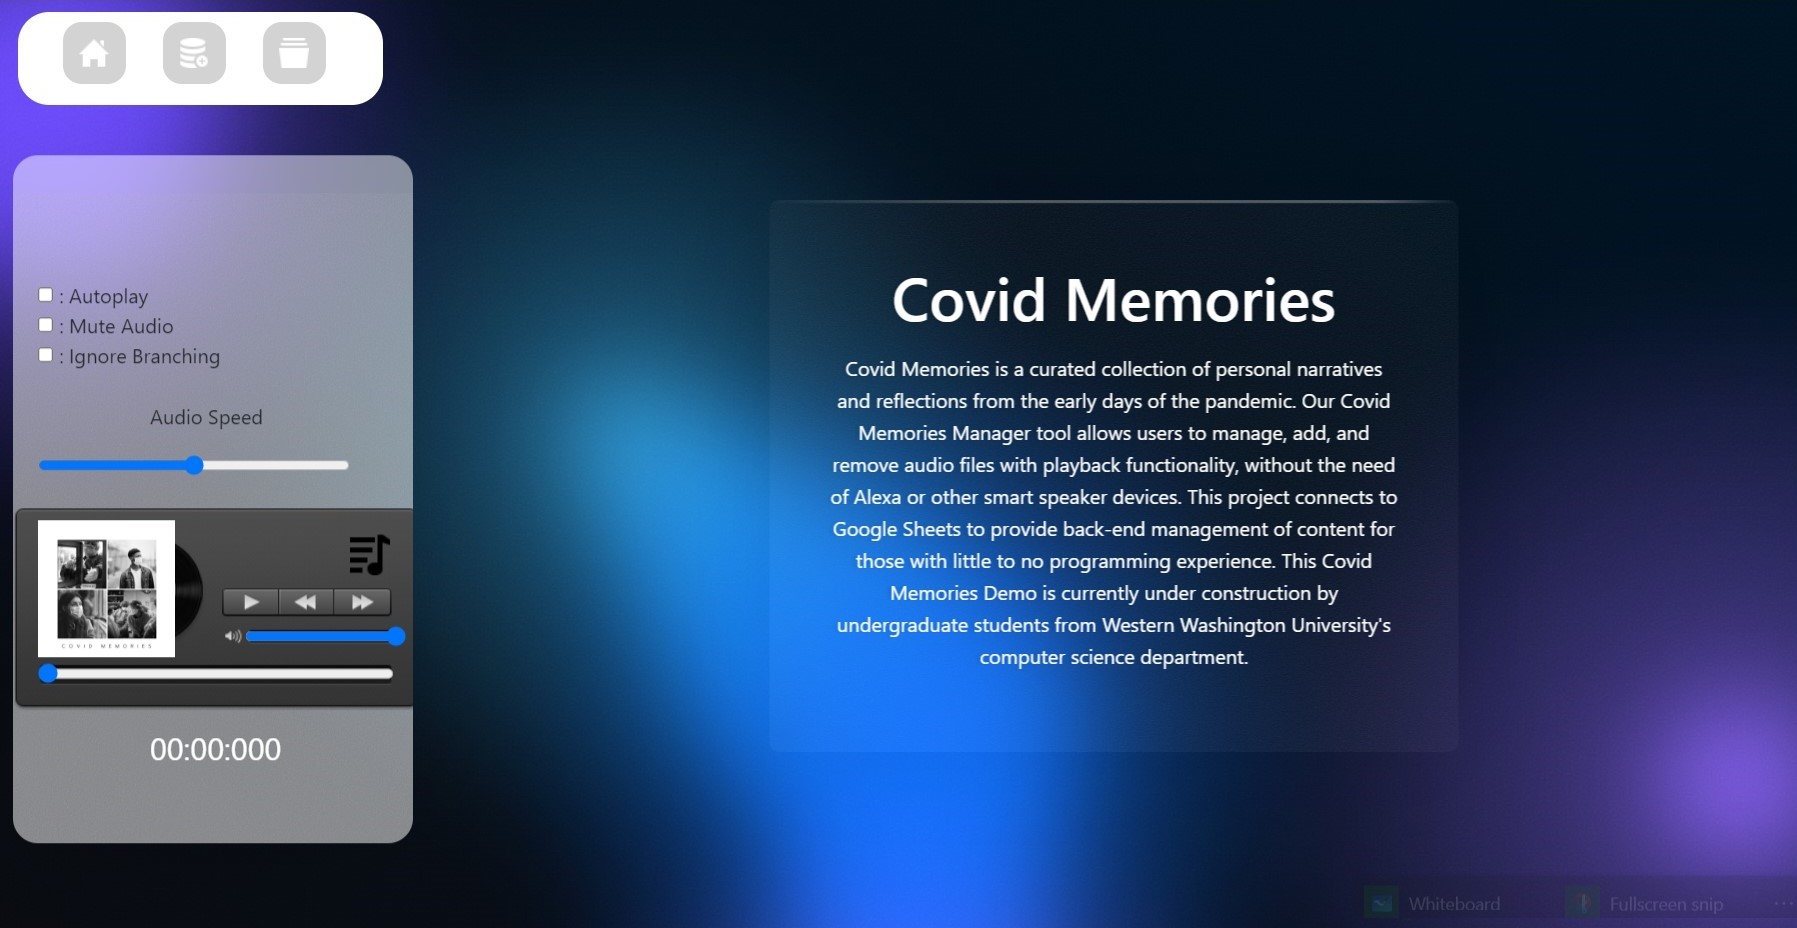 : Autoplay
: Mute Audio
: Ignore Branching
Audio Speed
COVID MEMORIES
00:00:000
Covid Memories
Covid Memories is a curated collection of personal narratives
and reflections from the early days of the pandemic. Our Covid
Memories Manager tool allows users to manage, add, and
remove audio files with playback functionality, without the need
of Alexa or other smart speaker devices. This project connects to
Google Sheets to provide back-end management of content for
those with little to no programming experience. This Covid
Memories Demo is currently under construction by
undergraduate students from Western Washington University's
computer science department.
Whiteboard
Fullscreen snip